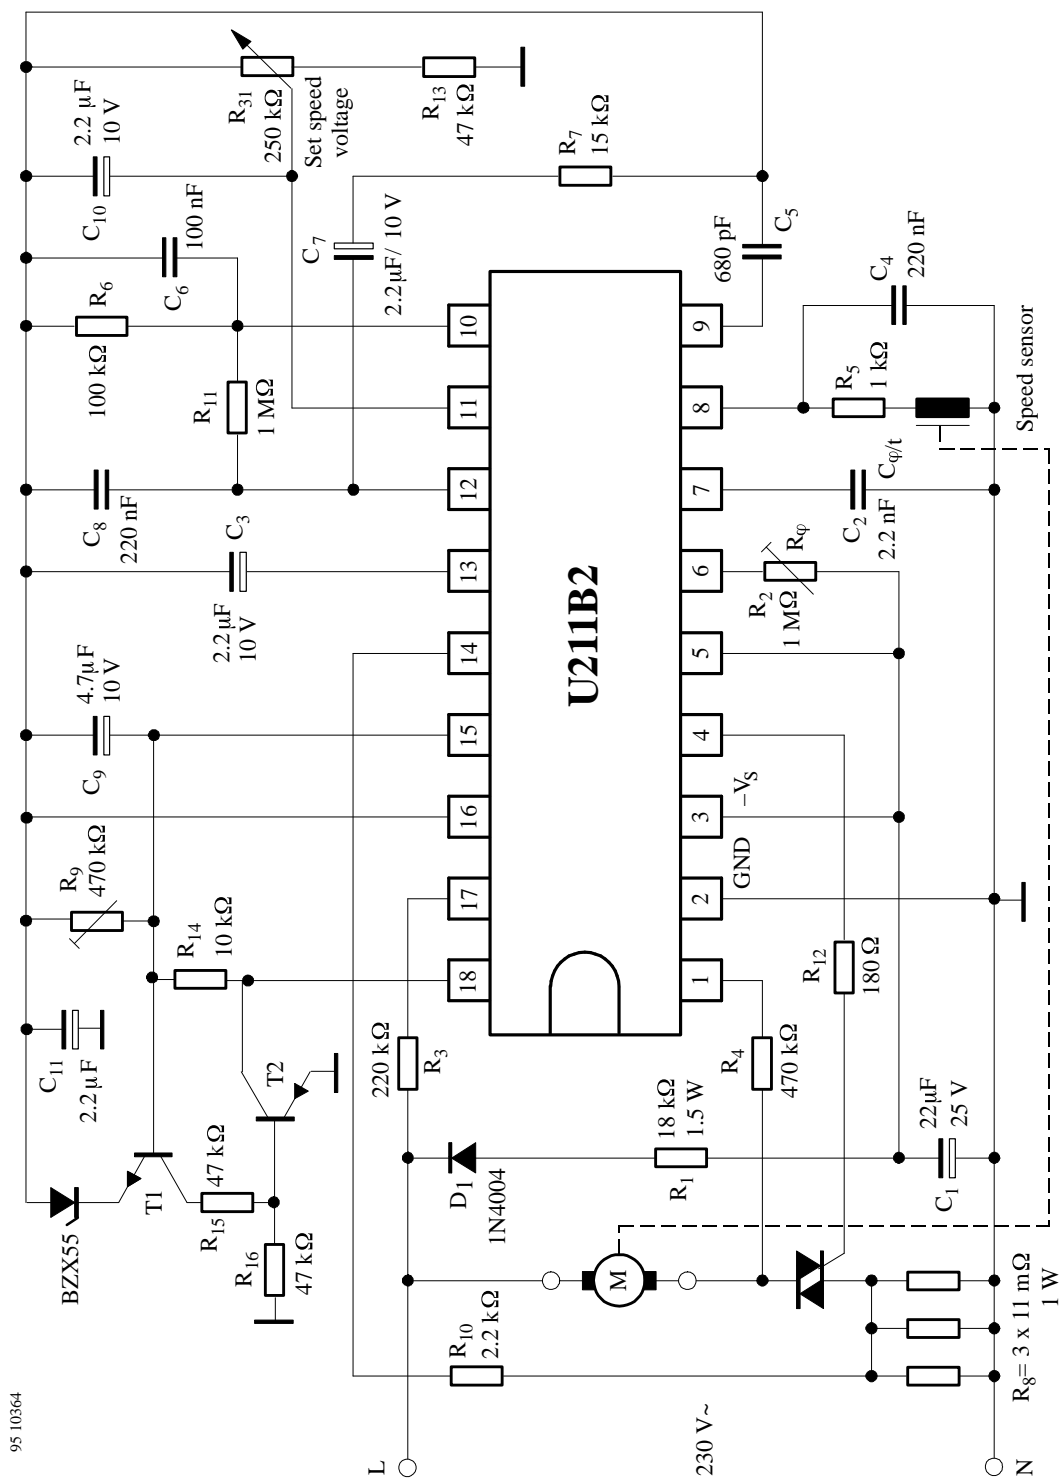 95 10364
L
N
230 V~
BZX55
T1
T2
R15
47 kΩ
R16
47 kΩ
R10
2.2 kΩ
C11
2.2 µF
R9
470 kΩ
R14
10 kΩ
C9
4.7µF
10 V
2.2 µF
10 V
C3
C8
220 nF
R11
1 MΩ
R6
100 kΩ
C6
100 nF
C10
2.2 µF
10 V
R31
250 kΩ
Set speed
voltage
R13
47 kΩ
C7
2.2µF/ 10 V
R7
15 kΩ
220 kΩ
R3
D1
1N4004
18 kΩ
1.5 W
R1
R4
470 kΩ
M
R12
180 Ω
22µF
25 V
C1
R8= 3 x 11 mΩ
1 W
18
17
16
15
14
13
12
11
10
U211B2
1
2
3
4
5
6
7
8
9
GND
−VS
R2
1 MΩ
Rφ
C2
2.2 nF
Cφ/t
R5
1 kΩ
Speed sensor
C4
220 nF
680 pF
C5